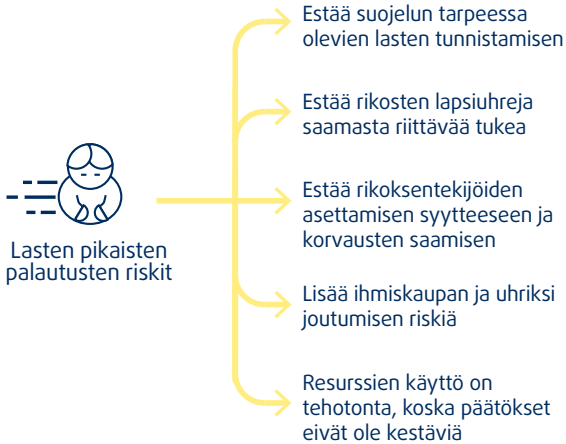 Lasten pikaisten
palautusten riskit
Estää suojelun tarpeessa
olevien lasten tunnistamisen
Estää rikosten lapsiuhreja
saamasta riittävää tukea
Estää rikoksentekijöiden
asettamisen syytteeseen ja
korvausten saamisen
Lisää ihmiskaupan ja uhriksi
joutumisen riskiä
Resurssien käyttö on
tehotonta, koska päätökset
eivät ole kestäviä